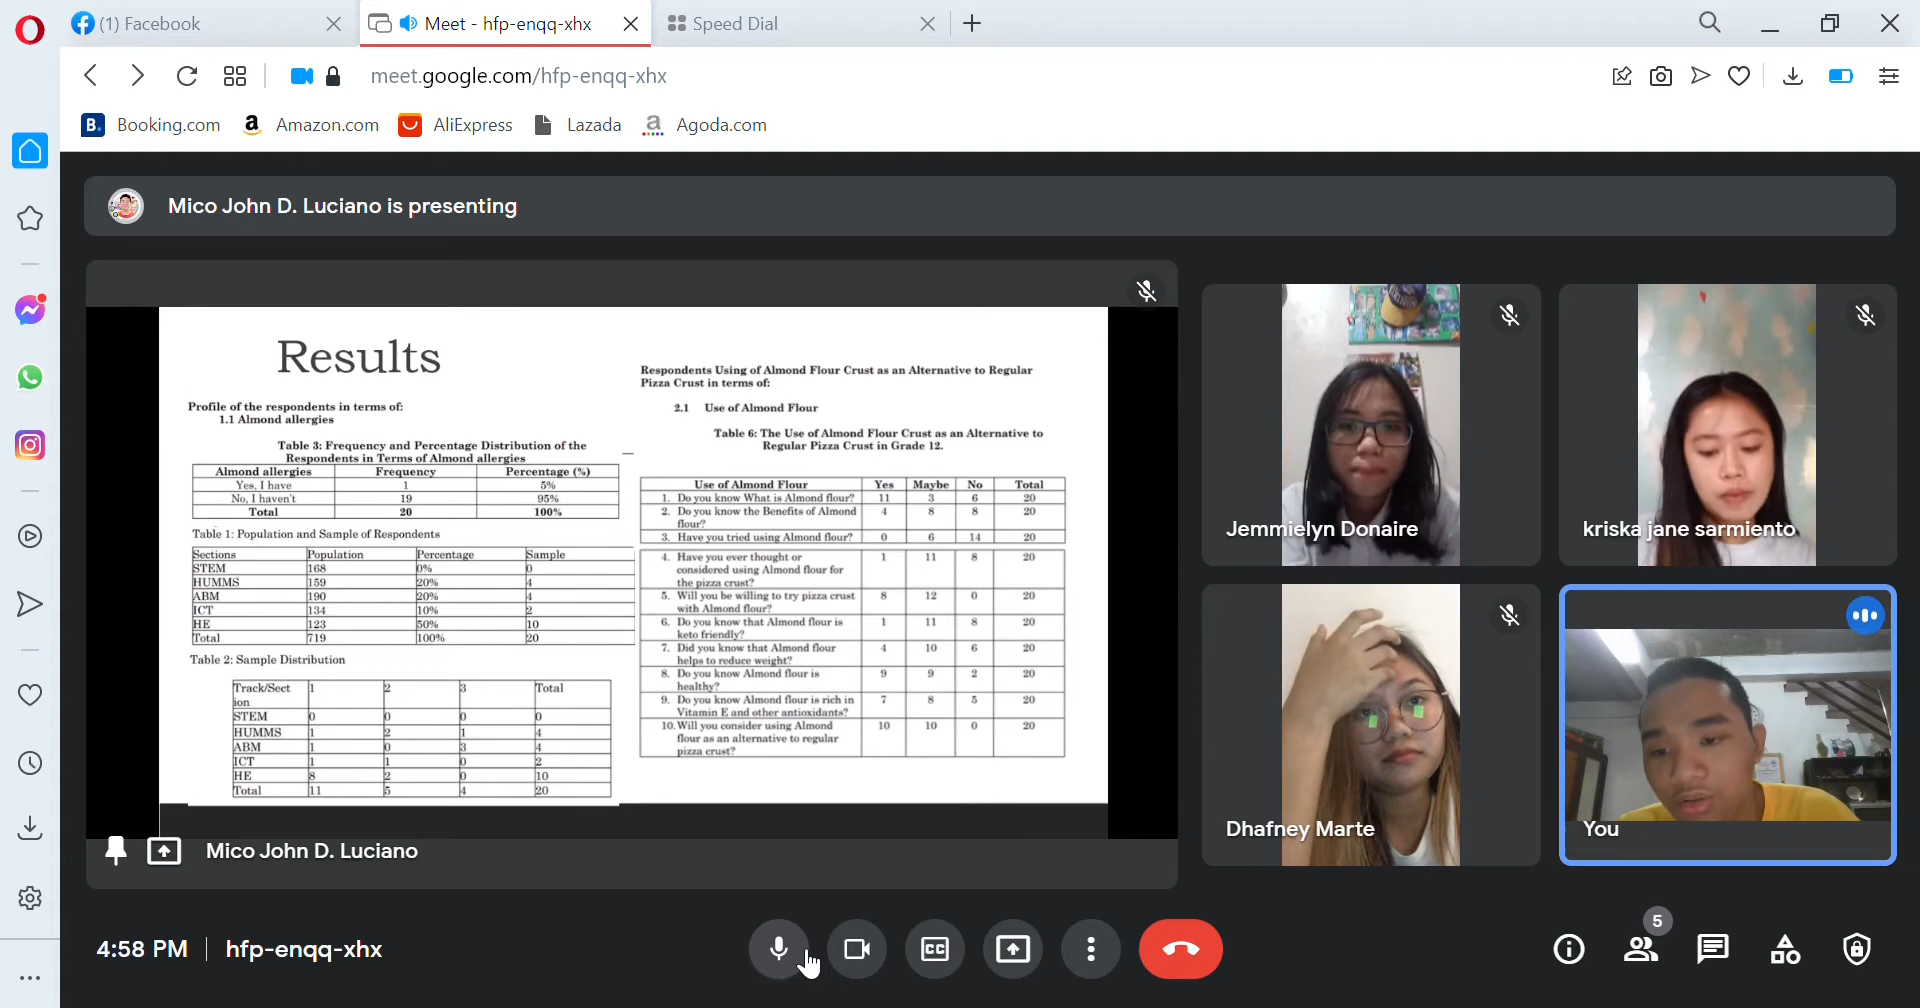 (1) Facebook
Meet - hfp-enqq-xhx
Speed Dial
meet.google.com/hfp-enqq-xhx
B. Booking.com
a Amazon.com
AliExpress
Lazada
a Agoda.com
Mico John D. Luciano is presenting
Results
Profile of the respondents in terms of:
1.1 Almond allergies
Table 3: Frequency and Percentage Distribution of the
Respondents in Terms of Almond allergies
Almond allergies Frequency Percentage (%)
Yes, I have 1 5%
No, I haven't 19 95%
Total 20 100%
Table 1: Population and Sample of Respondents
Sections Population Percentage Sample
STEM 168 0% 0
HUMMS 159 20% 4
ABM 190 20% 4
ICT 134 10% 2
HE 123 50% 10
Total 719 100% 20
Table 2: Sample Distribution
Track/Sect 1 2 3 Total
ion
STEM 0 0 0 0
HUMMS 1 2 1 4
ABM 1 0 3 4
ICT 1 1 0 2
HE 8 2 0 10
Total 11 5 4 20
Respondents Using of Almond Flour Crust as an Alternative to Regular
Pizza Crust in terms of:
2.1 Use of Almond Flour
Table 6: The Use of Almond Flour Crust as an Alternative to
Regular Pizza Crust in Grade 12.
Use of Almond Flour Yes Maybe No Total
1. Do you know What is Almond flour? 11 3 6 20
2. Do you know the Benefits of Almond 4 8 8 20
flour?
3. Have you tried using Almond flour? 0 6 14 20
4. Have you ever thought or 1 11 8 20
considered using Almond flour for
the pizza crust?
5. Will you be willing to try pizza crust 8 12 0 20
with Almond flour?
6. Do you know that Almond flour is 1 11 8 20
keto friendly?
7. Did you know that Almond flour 4 10 6 20
helps to reduce weight?
8. Do you know Almond flour is 9 9 2 20
healthy?
9. Do you know Almond flour is rich in 7 8 5 20
Vitamin E and other antioxidants?
10. Will you consider using Almond 10 10 0 20
flour as an alternative to regular
pizza crust?
Mico John D. Luciano
Jemmielyn Donaire
kriska jane sarmiento
Dhafney Marte
You
4:58 PM
hfp-enqq-xhx
CC
5